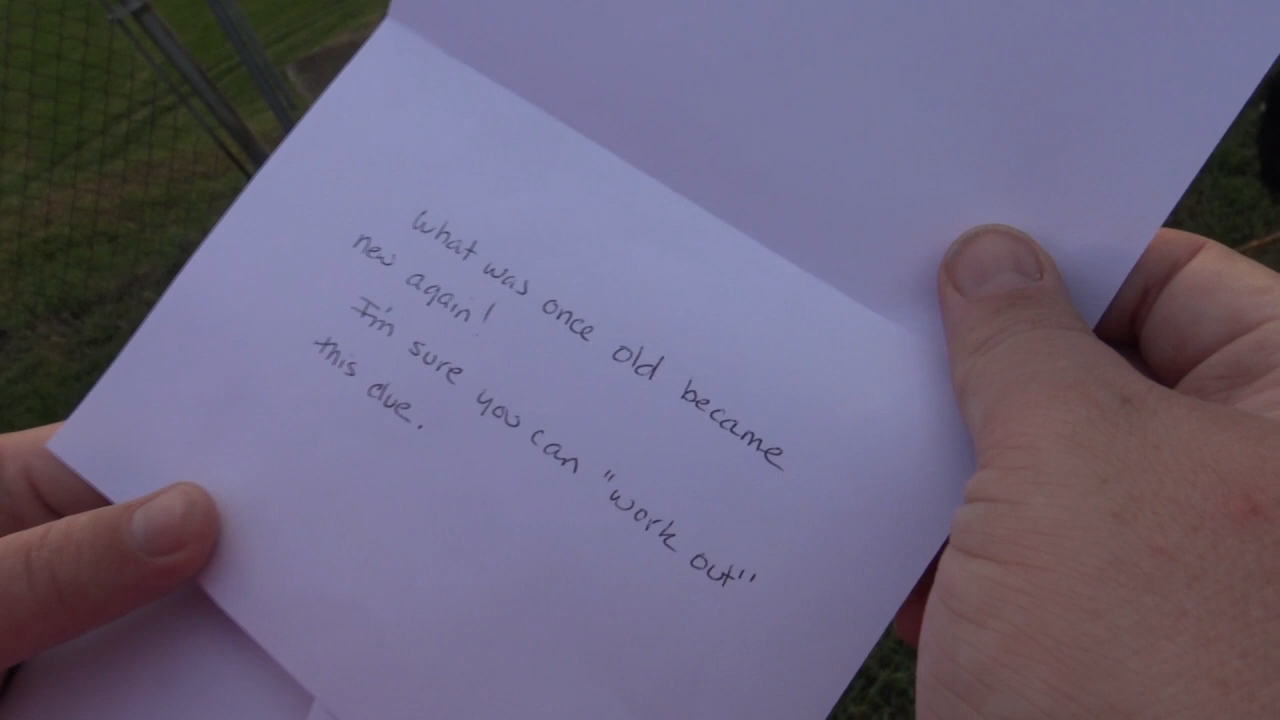 What was once old became
new again!
I'm sure you can "work out"
this clue.